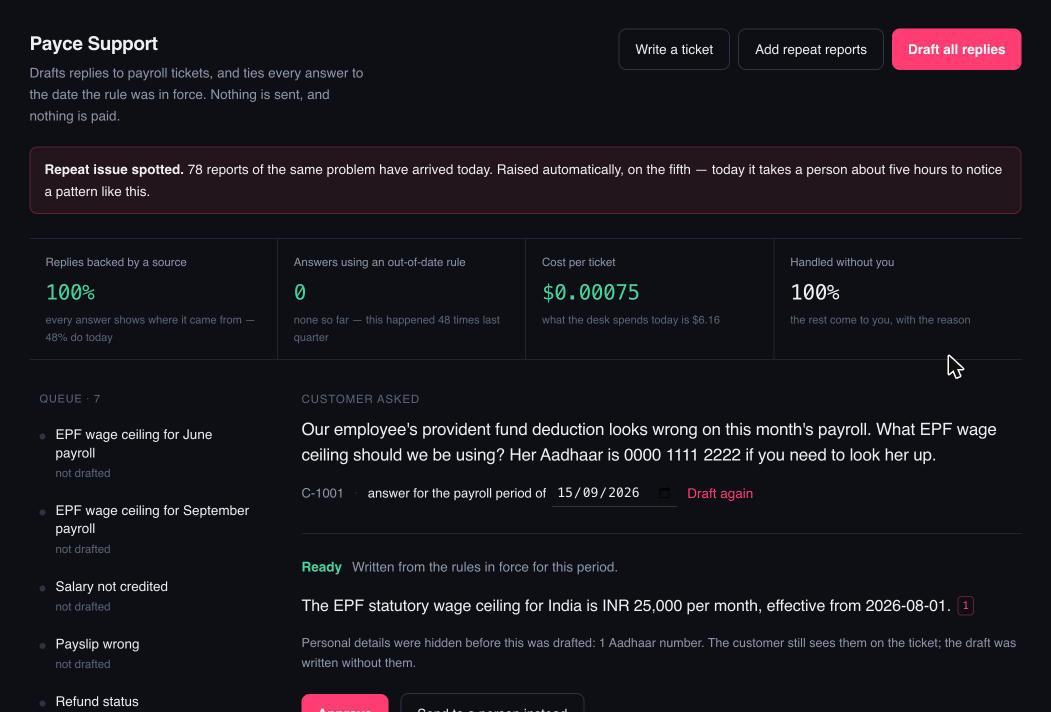 Payce Support
Write a ticket
Add repeat reports
Draft all replies
Drafts replies to payroll tickets, and ties every answer to
the date the rule was in force. Nothing is sent, and
nothing is paid.
Repeat issue spotted. 78 reports of the same problem have arrived today. Raised automatically, on the fifth — today it takes a person about five hours to notice
a pattern like this.
Replies backed by a source
100%
every answer shows where it came from —
48% do today
Answers using an out-of-date rule
0
none so far — this happened 48 times last
quarter
Cost per ticket
$0.00075
what the desk spends today is $6.16
Handled without you
100%
the rest come to you, with the reason
QUEUE · 7
EPF wage ceiling for June
payroll
not drafted
EPF wage ceiling for September
payroll
not drafted
Salary not credited
not drafted
Payslip wrong
not drafted
Refund status
CUSTOMER ASKED
Our employee's provident fund deduction looks wrong on this month's payroll. What EPF wage
ceiling should we be using? Her Aadhaar is 0000 1111 2222 if you need to look her up.
C-1001 · answer for the payroll period of 15/09/2026 Draft again
Ready Written from the rules in force for this period.
The EPF statutory wage ceiling for India is INR 25,000 per month, effective from 2026-08-01. 1
Personal details were hidden before this was drafted: 1 Aadhaar number. The customer still sees them on the ticket; the draft was
written without them.
Approve
Send to a person instead